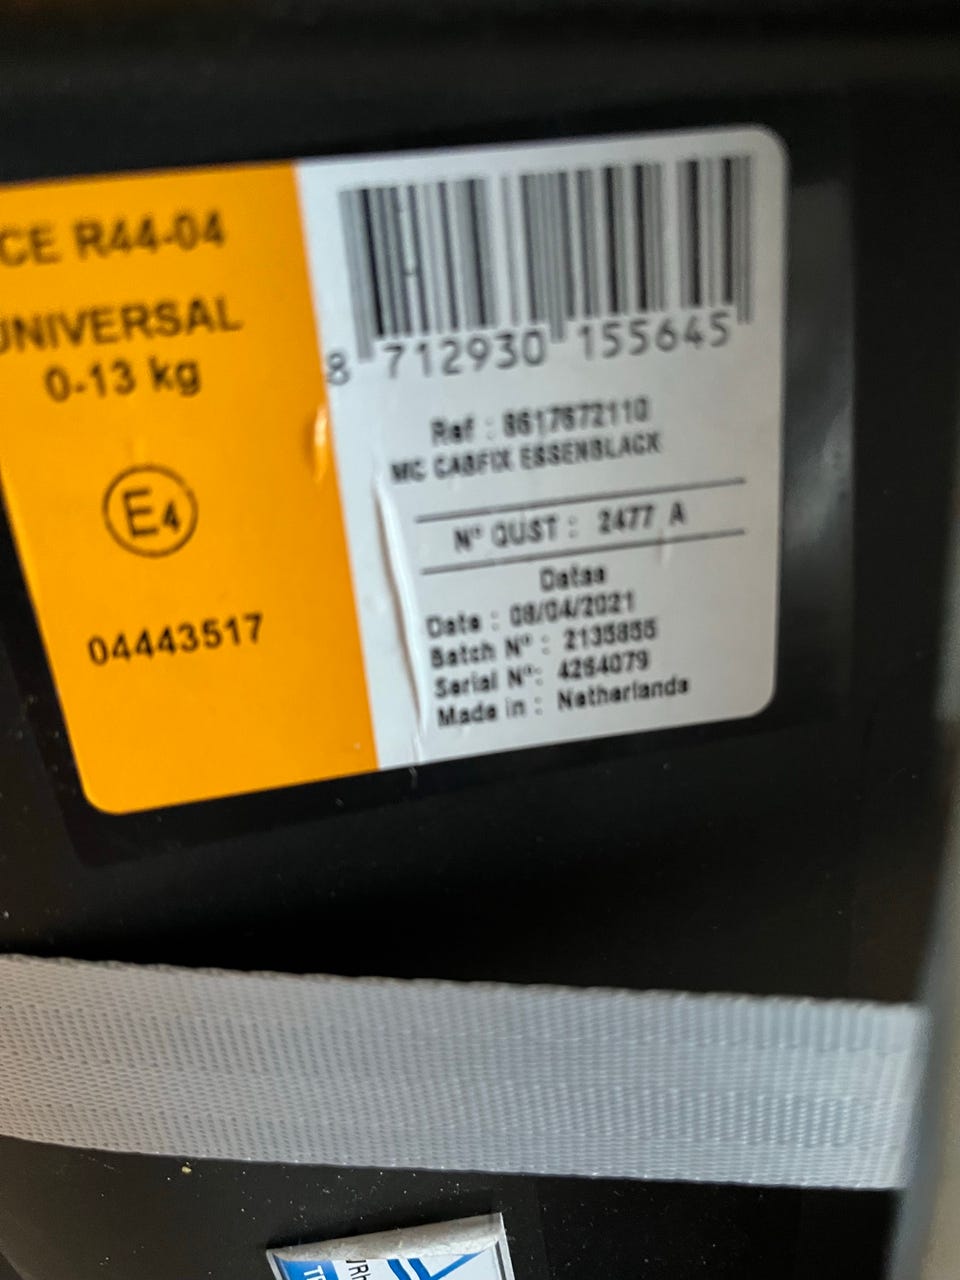 CE R44-04
UNIVERSAL
0-13 kg
E4
04443517
8 712930 155645
Ref : 8617672110
MC CABFIX ESSENBLACK
N° QUST : 2477 A
Datas
Date : 08/04/2021
Batch N° : 2135855
Serial N°: 4264079
Made in : Netherlands